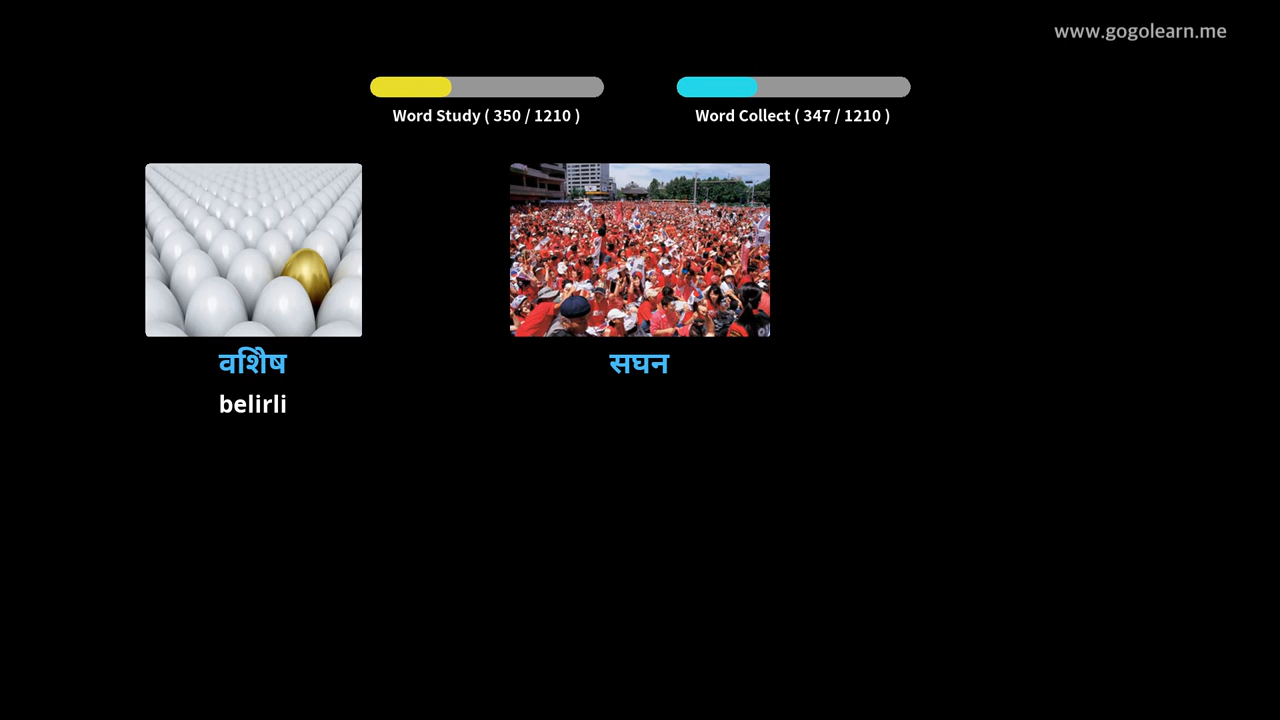 www.gogolearn.me
Word Study ( 350 / 1210 )
Word Collect ( 347 / 1210 )
वशिेष
सघन
belirli